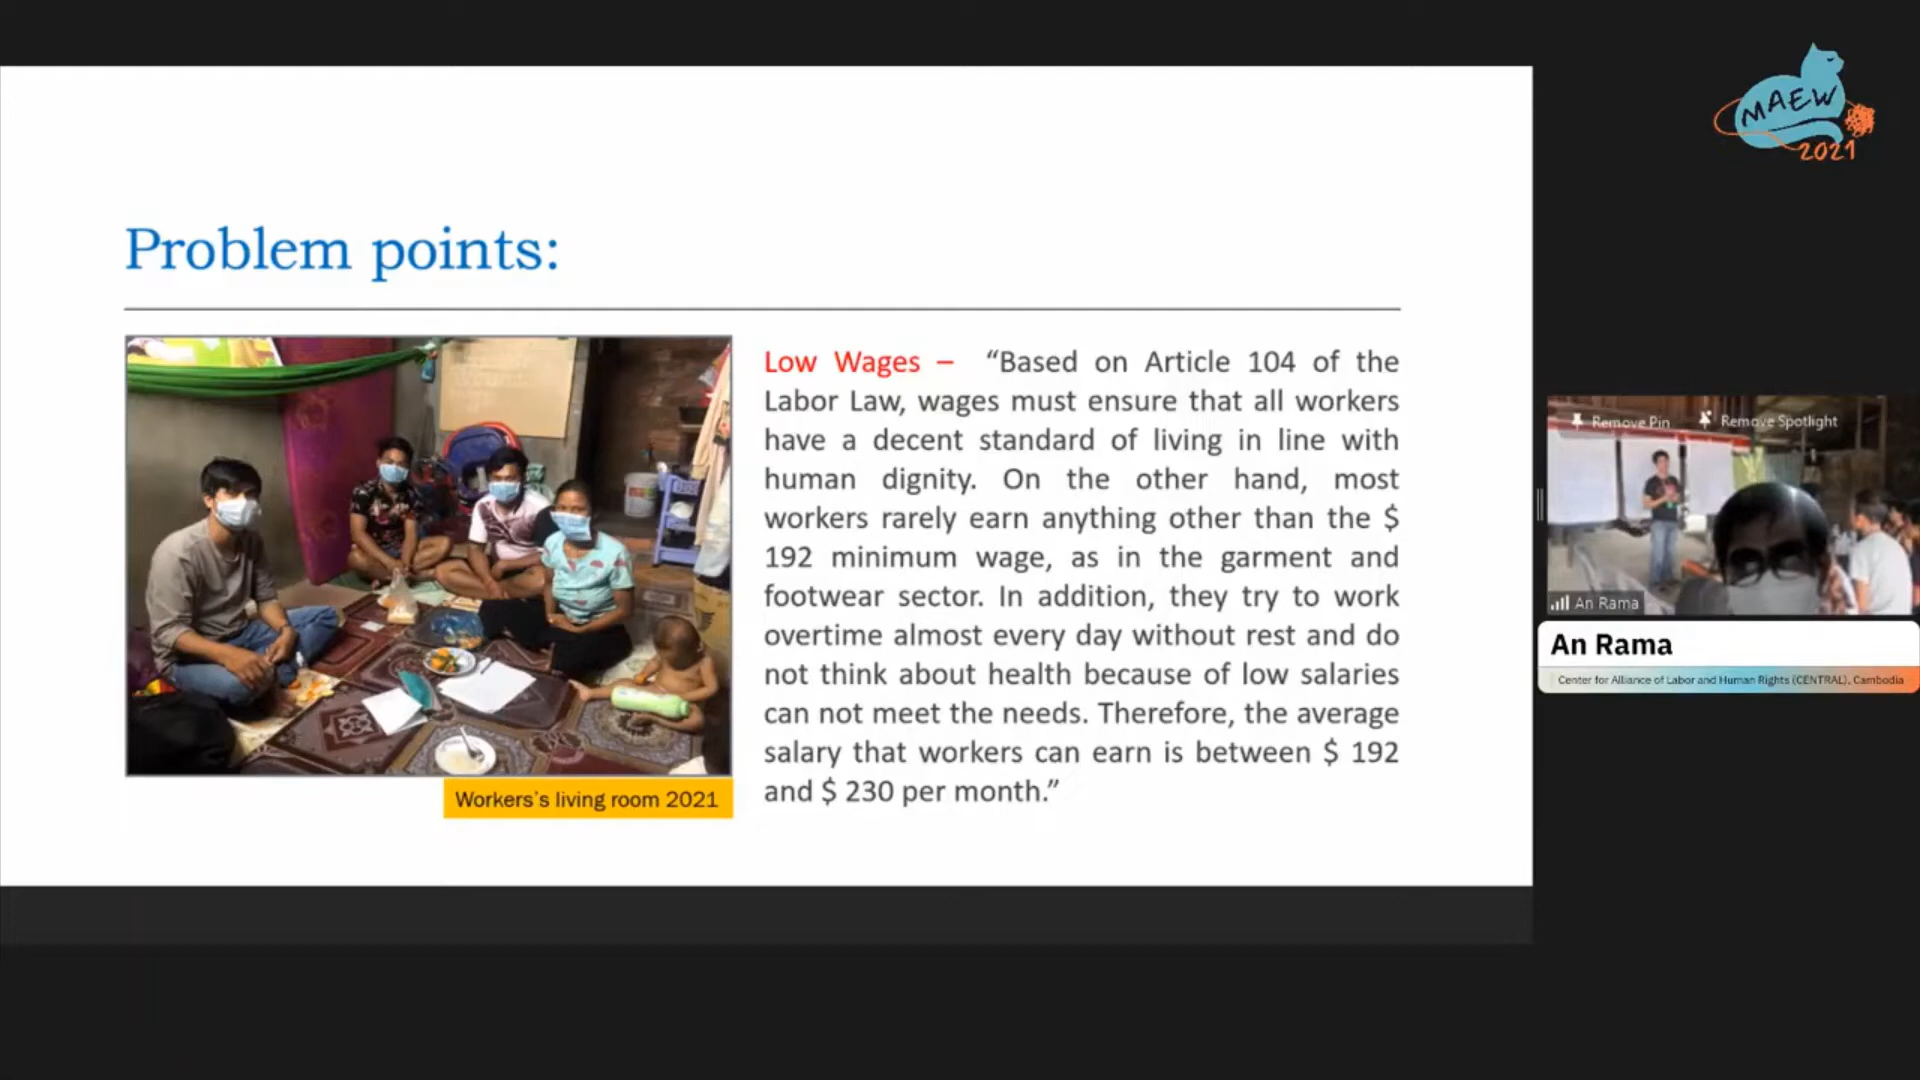 MAEW
2021
Problem points:
Low Wages – “Based on Article 104 of the
Labor Law, wages must ensure that all workers
have a decent standard of living in line with
human dignity. On the other hand, most
workers rarely earn anything other than the $
192 minimum wage, as in the garment and
footwear sector. In addition, they try to work
overtime almost every day without rest and do
not think about health because of low salaries
can not meet the needs. Therefore, the average
salary that workers can earn is between $ 192
and $ 230 per month.”
Workers's living room 2021
Remove Pin Remove Spotlight
An Rama
An Rama
Center for Alliance of Labor and Human Rights (CENTRAL), Cambodia